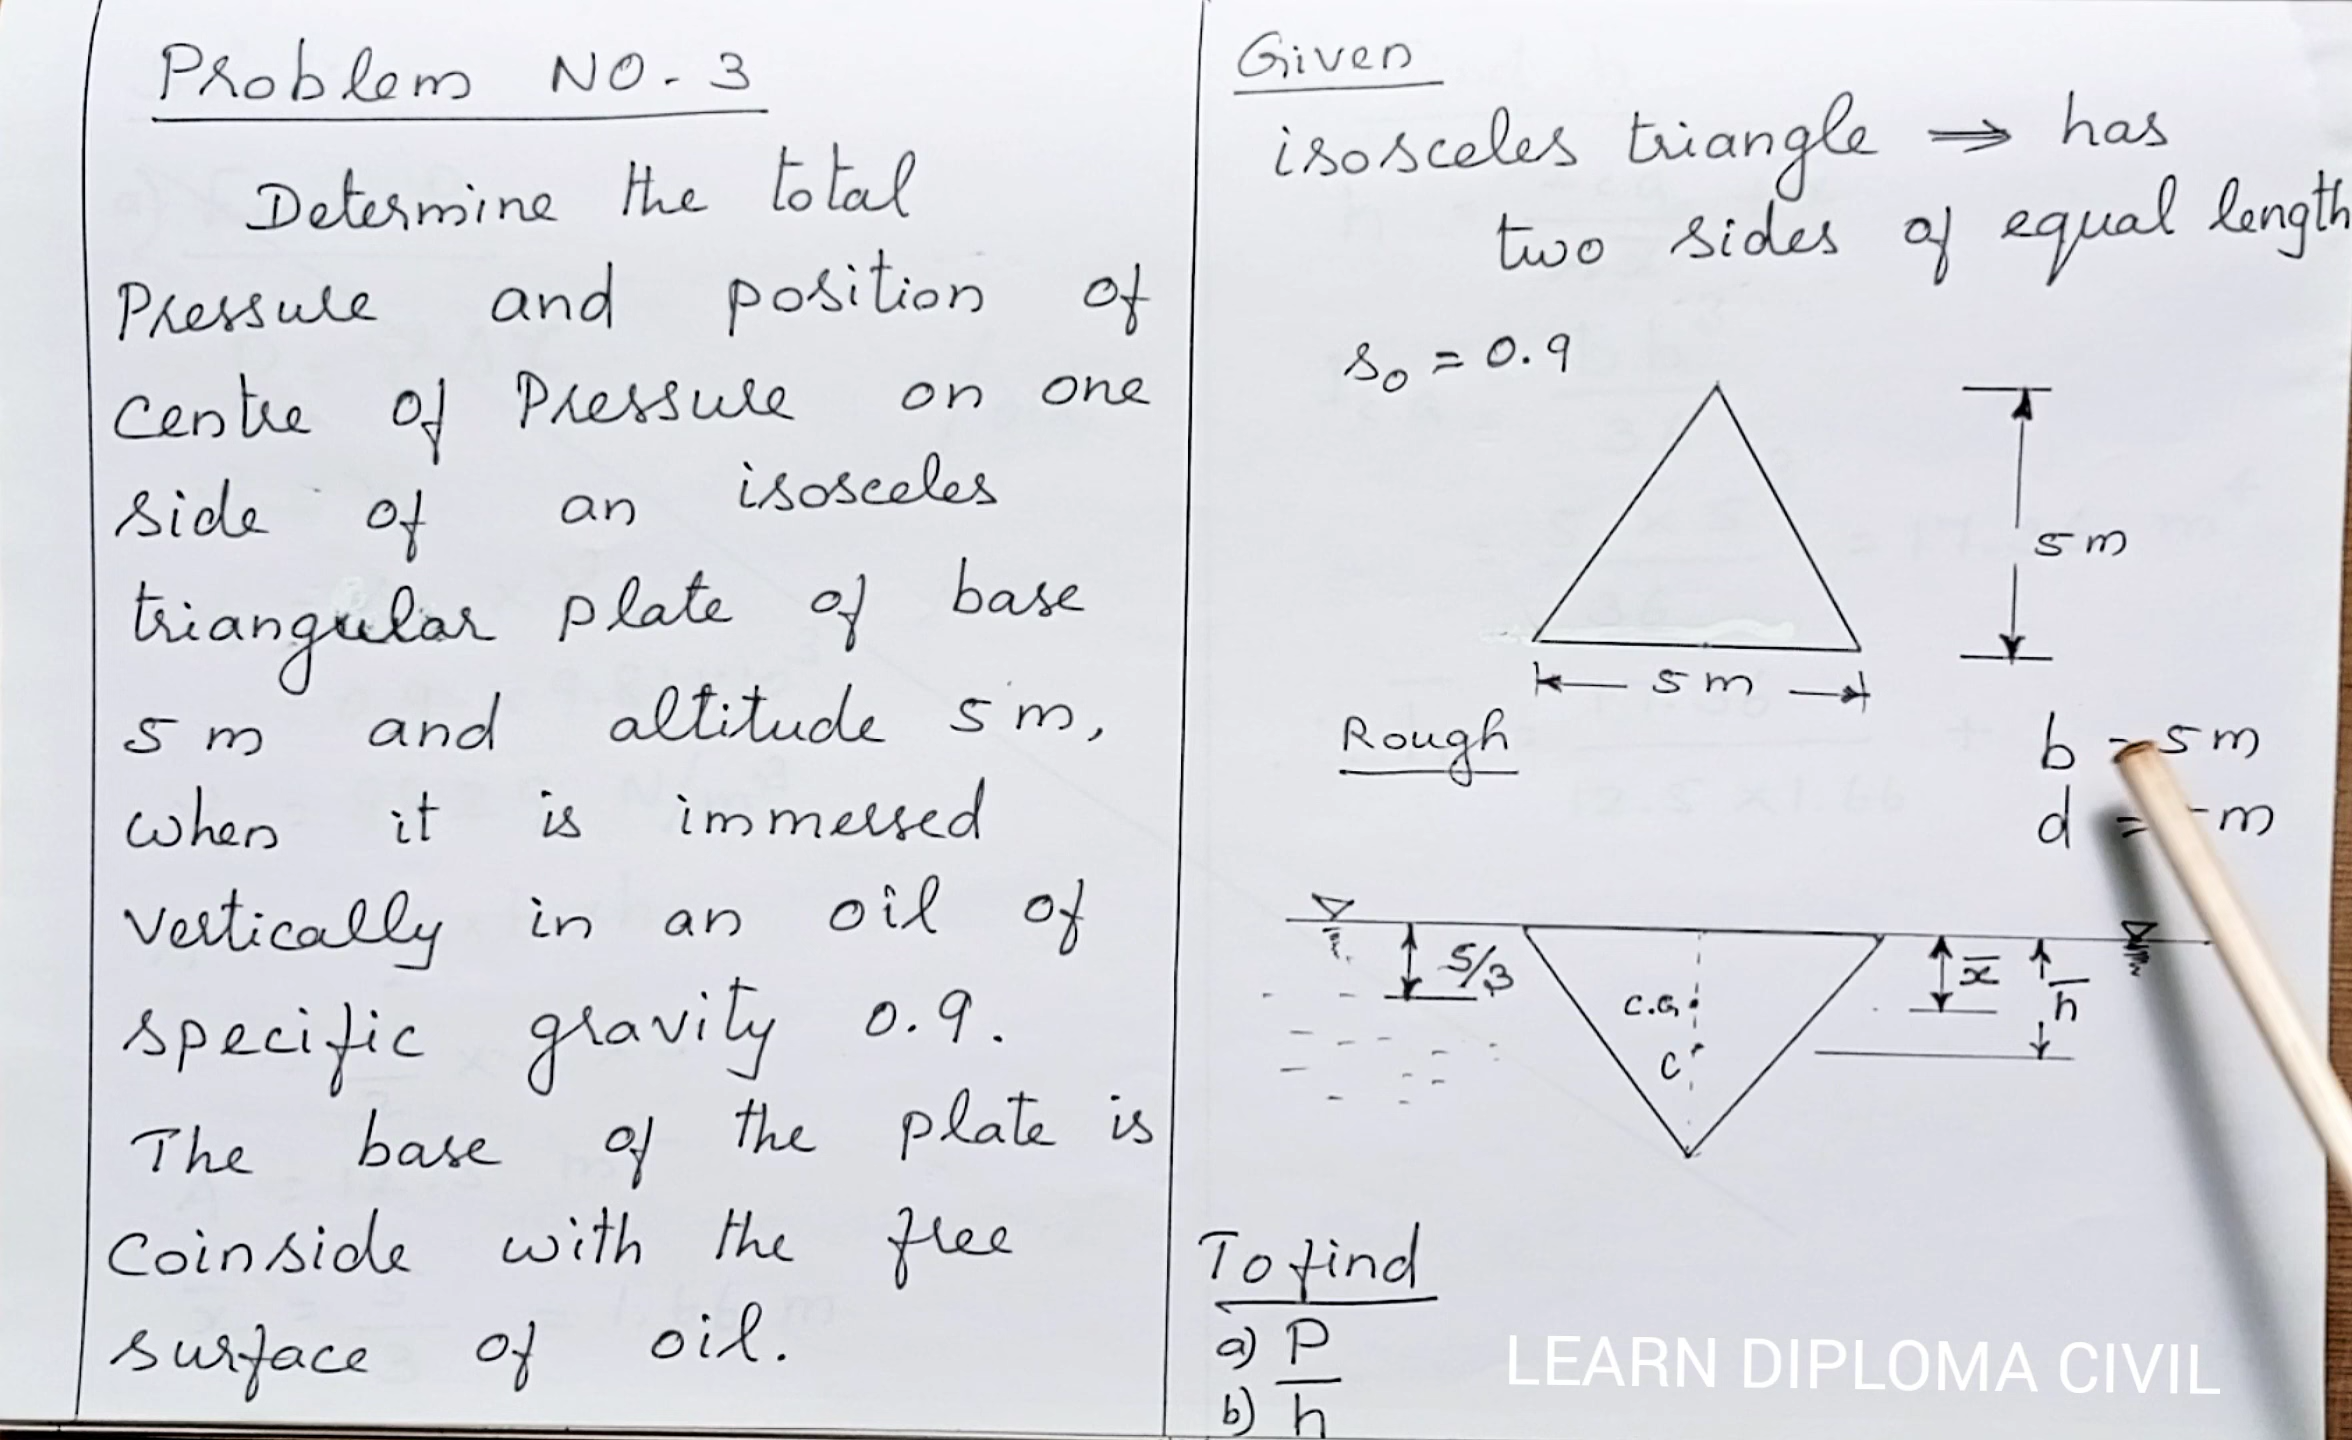 Problem NO. 3
Determine the total
Pressure and position of
centre of Pressure on one
side of an isosceles
triangular plate of base
5 m and altitude 5 m,
when it is immersed
vertically in an oil of
specific gravity 0.9.
The base of the plate is
coinside with the free
surface of oil.
Given
isosceles triangle ⇒ has
two sides of equal length
s₀ = 0.9
5 m
5 m
Rough
b = 5 m
d = m
5/3
x̄
h̄
C.G.
C
To find
a) P
b) h̄
LEARN DIPLOMA CIVIL